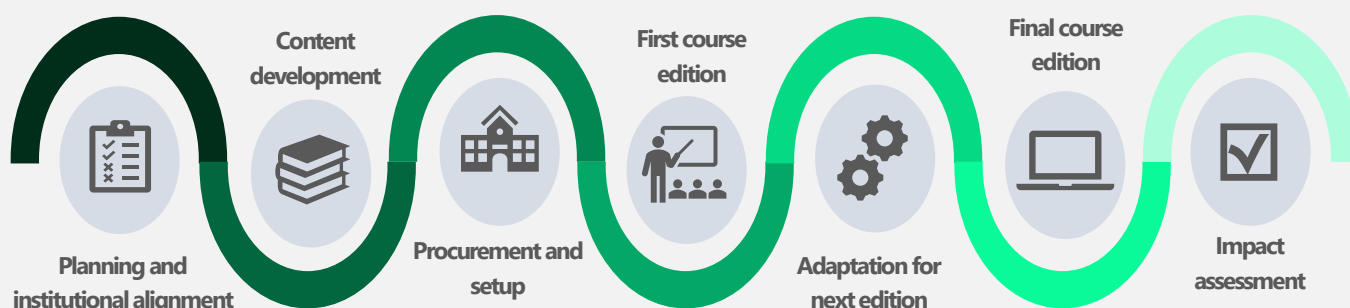 Planning and
institutional alignment
Content
development
Procurement and
setup
First course
edition
Adaptation for
next edition
Final course
edition
Impact
assessment